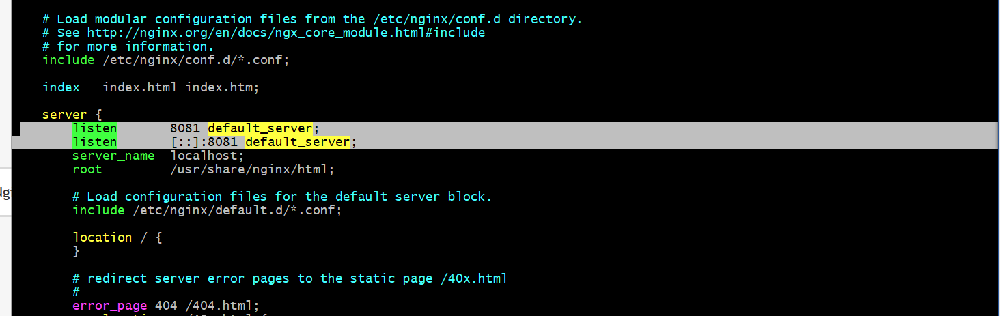 # Load modular configuration files from the /etc/nginx/conf.d directory.
# See http://nginx.org/en/docs/ngx_core_module.html#include
# for more information.
include /etc/nginx/conf.d/*.conf;
index   index.html index.htm;
server {
listen       8081 default_server;
listen       [::]:8081 default_server;
server_name  localhost;
root         /usr/share/nginx/html;
# Load configuration files for the default server block.
include /etc/nginx/default.d/*.conf;
location / {
}
# redirect server error pages to the static page /40x.html
#
error_page 404 /404.html;